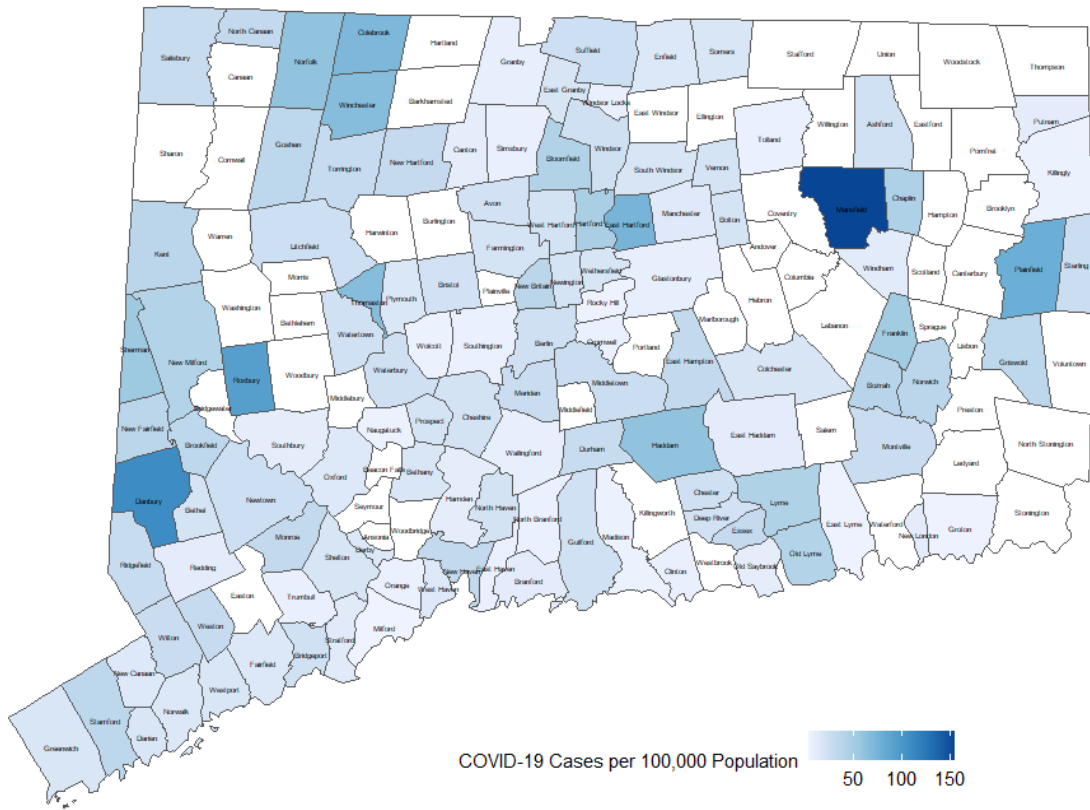 Colebrook
North Canaan
Hartland
Salisbury
Canaan
Norfolk
Granby
Suffield
Enfield
Somers
Stafford
Union
Woodstock
Thompson
Winchester
Barkhamsted
East Granby
Windsor Locks
East Windsor
Ellington
Willington
Ashford
Eastford
Putnam
Sharon
Cornwall
Goshen
Torrington
New Hartford
Canton
Simsbury
Bloomfield
Windsor
South Windsor
Vernon
Tolland
Pomfret
Killingly
Kent
Warren
Litchfield
Harwinton
Burlington
Avon
West Hartford
Hartford
East Hartford
Manchester
Bolton
Coventry
Mansfield
Chaplin
Hampton
Brooklyn
Farmington
Andover
Plainfield
Sterling
Washington
Morris
Bethlehem
Thomaston
Plymouth
Bristol
Plainville
New Britain
Newington
Wethersfield
Glastonbury
Rocky Hill
Hebron
Columbia
Windham
Scotland
Canterbury
Sherman
New Milford
Watertown
Wolcott
Southington
Berlin
Cromwell
Marlborough
Portland
East Hampton
Lebanon
Franklin
Sprague
Lisbon
Griswold
Voluntown
Roxbury
Woodbury
Waterbury
Middlebury
Meriden
Middletown
Middlefield
Colchester
Bozrah
Norwich
Preston
Bridgewater
New Fairfield
Brookfield
Southbury
Naugatuck
Prospect
Cheshire
Wallingford
Durham
Haddam
East Haddam
Salem
Montville
North Stonington
Ledyard
Danbury
Bethel
Newtown
Oxford
Beacon Falls
Bethany
Hamden
North Haven
North Branford
Killingworth
Chester
Deep River
Essex
Lyme
East Lyme
Waterford
New London
Groton
Stonington
Seymour
Woodbridge
Ansonia
Derby
Ridgefield
Redding
Monroe
Shelton
Orange
West Haven
New Haven
East Haven
Branford
Guilford
Madison
Clinton
Westbrook
Old Saybrook
Old Lyme
Easton
Trumbull
Milford
Wilton
Weston
Stratford
Bridgeport
Fairfield
New Canaan
Westport
Norwalk
Darien
Stamford
Greenwich
COVID-19 Cases per 100,000 Population
50 100 150